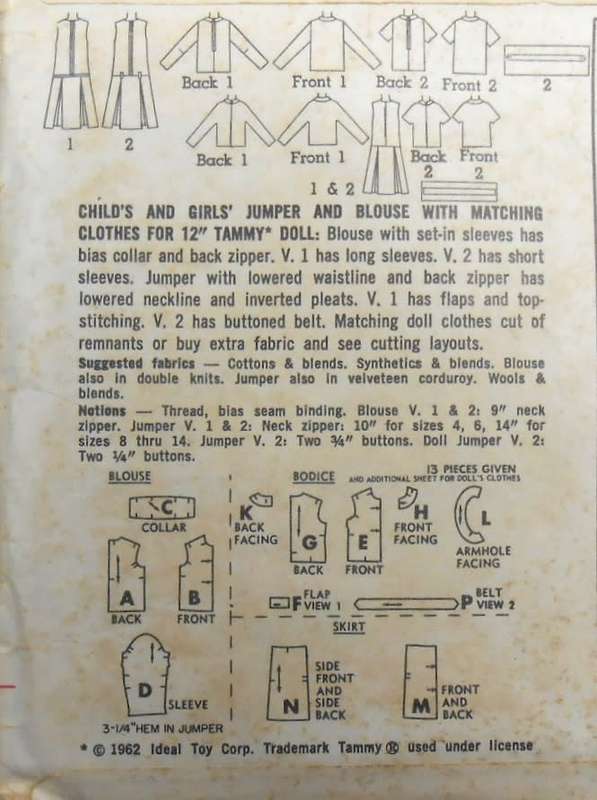 Back 1 Front 1 Back 2 Front 2 2
1 2
Back 1 Front 1 Back Front
2 2
1 & 2
CHILD'S AND GIRLS' JUMPER AND BLOUSE WITH MATCHING
CLOTHES FOR 12" TAMMY* DOLL: Blouse with set-in sleeves has
bias collar and back zipper. V. 1 has long sleeves. V. 2 has short
sleeves. Jumper with lowered waistline and back zipper has
lowered neckline and inverted pleats. V. 1 has flaps and top-
stitching. V. 2 has buttoned belt. Matching doll clothes cut of
remnants or buy extra fabric and see cutting layouts.
Suggested fabrics — Cottons & blends. Synthetics & blends. Blouse
also in double knits. Jumper also in velveteen corduroy. Wools &
blends.
Notions — Thread, bias seam binding. Blouse V. 1 & 2: 9" neck
zipper. Jumper V. 1 & 2: Neck zipper: 10" for sizes 4, 6, 14" for
sizes 8 thru 14. Jumper V. 2: Two ¾" buttons. Doll Jumper V. 2:
Two ¼" buttons.
13 PIECES GIVEN
BLOUSE BODICE AND ADDITIONAL SHEET FOR DOLL'S CLOTHES
C
COLLAR
K
BACK
FACING
G
BACK
E
FRONT
H
FRONT
FACING
L
ARMHOLE
FACING
A
BACK
B
FRONT
F FLAP
VIEW 1
P BELT
VIEW 2
SKIRT
D
SLEEVE
N
SIDE
FRONT
AND
SIDE
BACK
M
FRONT
AND
BACK
3-1/4" HEM IN JUMPER
* © 1962 Ideal Toy Corp. Trademark Tammy ® used under license